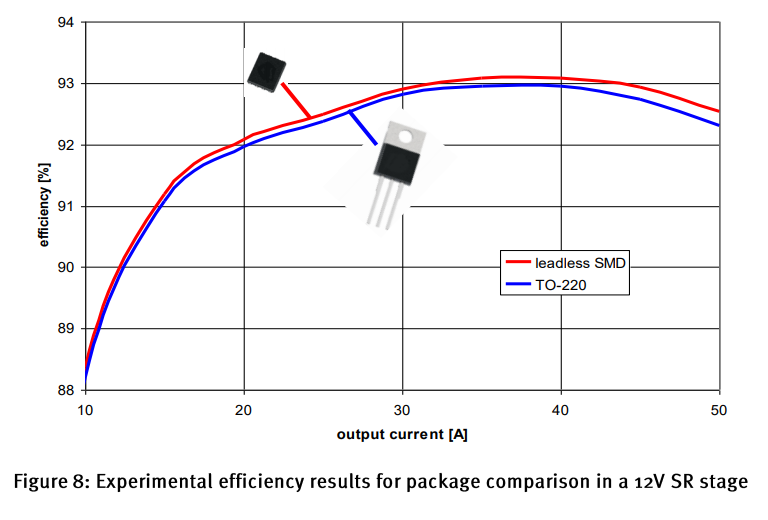 94
93
92
91
90
89
88
efficiency [%]
leadless SMD
TO-220
10 20 30 40 50
output current [A]
Figure 8: Experimental efficiency results for package comparison in a 12V SR stage